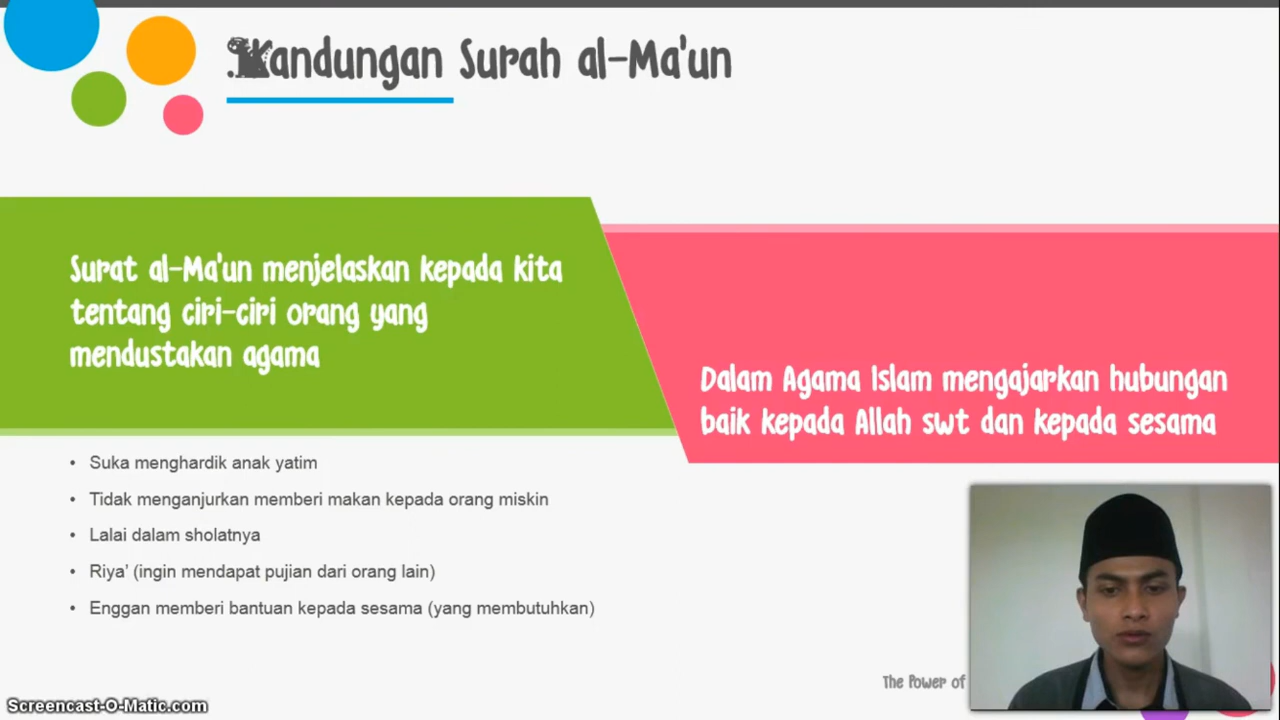 Kandungan Surah al-Ma'un
Surat al-Ma'un menjelaskan kepada kita
tentang ciri-ciri orang yang
mendustakan agama
Dalam Agama Islam mengajarkan hubungan
baik kepada Allah swt dan kepada sesama
• Suka menghardik anak yatim
• Tidak menganjurkan memberi makan kepada orang miskin
• Lalai dalam sholatnya
• Riya’ (ingin mendapat pujian dari orang lain)
• Enggan memberi bantuan kepada sesama (yang membutuhkan)
The Power of
Screencast-O-Matic.com